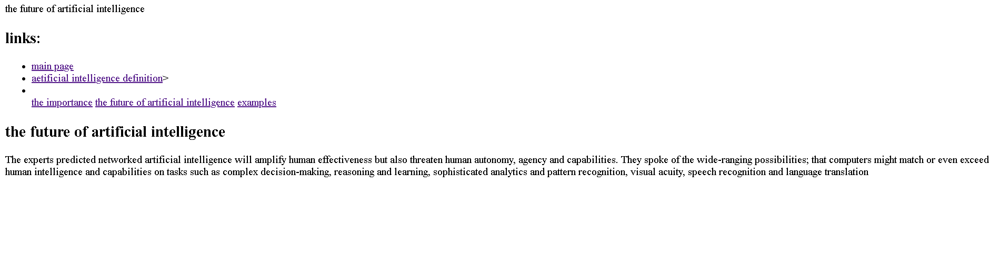 the future of artificial intelligence
links:
main page
aetificial intelligence definition>
the importance the future of artificial intelligence examples
the future of artificial intelligence
The experts predicted networked artificial intelligence will amplify human effectiveness but also threaten human autonomy, agency and capabilities. They spoke of the wide-ranging possibilities; that computers might match or even exceed
human intelligence and capabilities on tasks such as complex decision-making, reasoning and learning, sophisticated analytics and pattern recognition, visual acuity, speech recognition and language translation